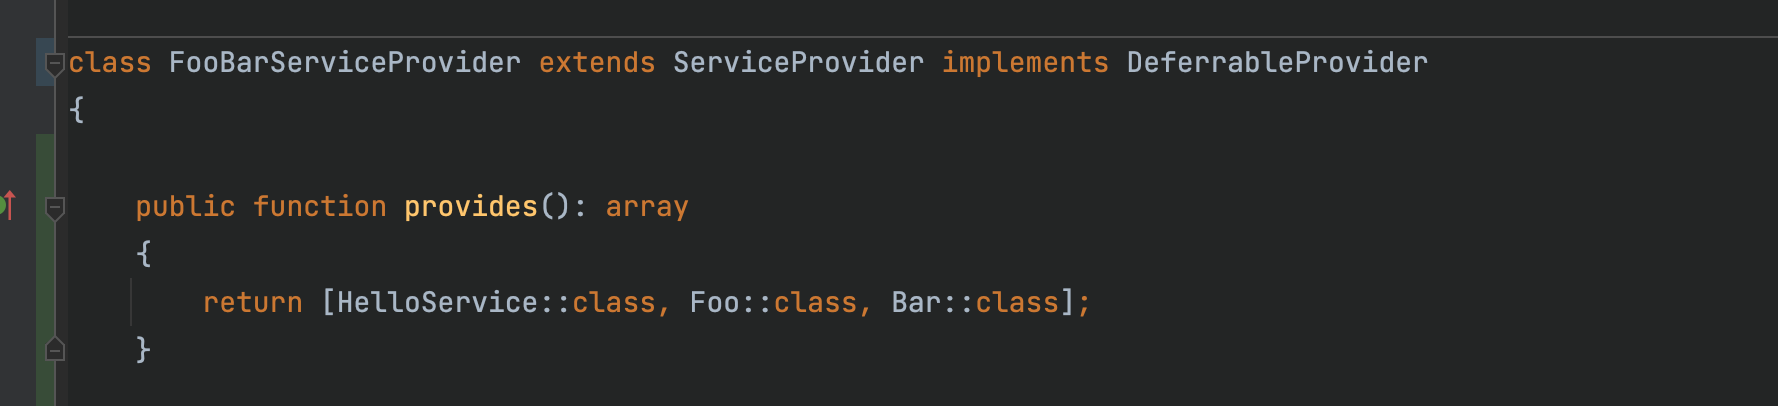 class FooBarServiceProvider extends ServiceProvider implements DeferrableProvider
{
public function provides(): array
{
return [HelloService::class, Foo::class, Bar::class];
}